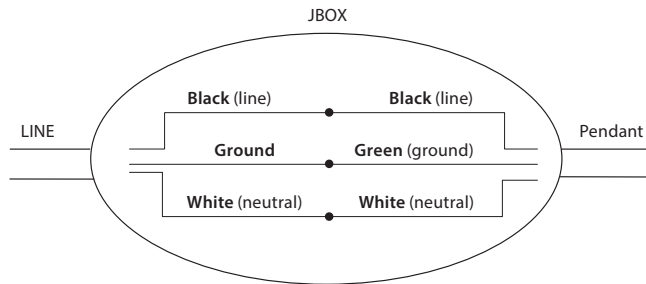 JBOX
Black (line) Black (line)
LINE Pendant
Ground Green (ground)
White (neutral) White (neutral)